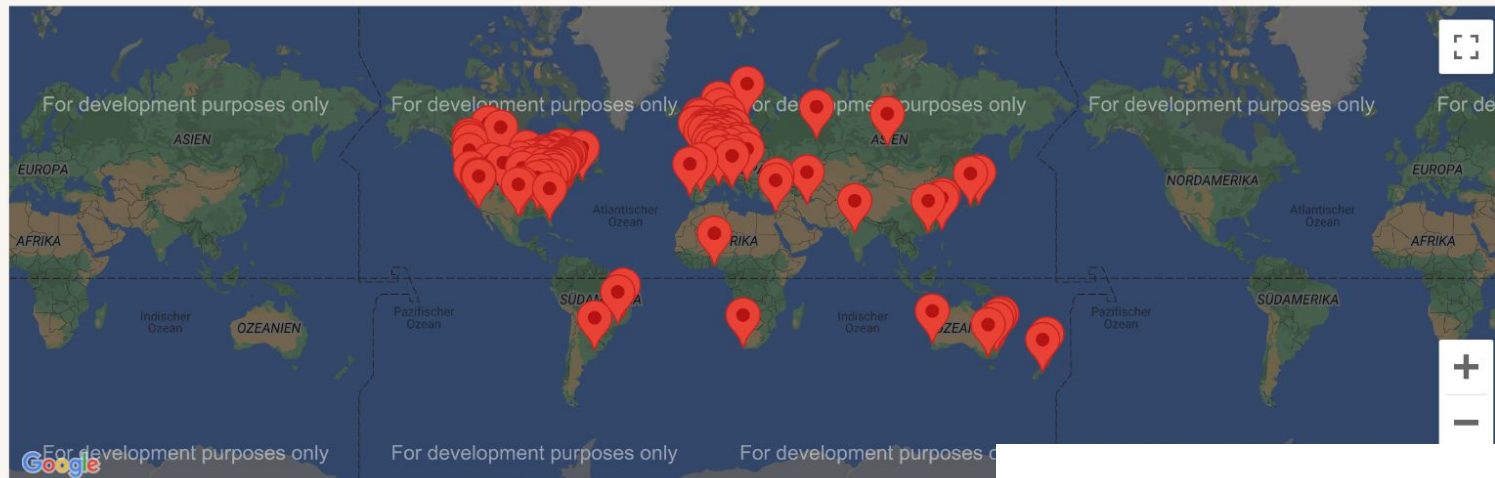 For development purposes only
For development purposes only
For development purposes only
For development purposes only
For de
ASIEN
ASIEN
EUROPA
NORDAMERIKA
EUROPA
Atlantischer
Ozean
Atlantischer
Ozean
AFRIKA
RIKA
AFRIKA
SÜDAMERIKA
SÜDAMERIKA
Indischer
Ozean
OZEANIEN
Pazifischer
Ozean
Indischer
Ozean
OZEAN
Pazifischer
Ozean
For development purposes only
For development purposes only
For development purposes o
Google